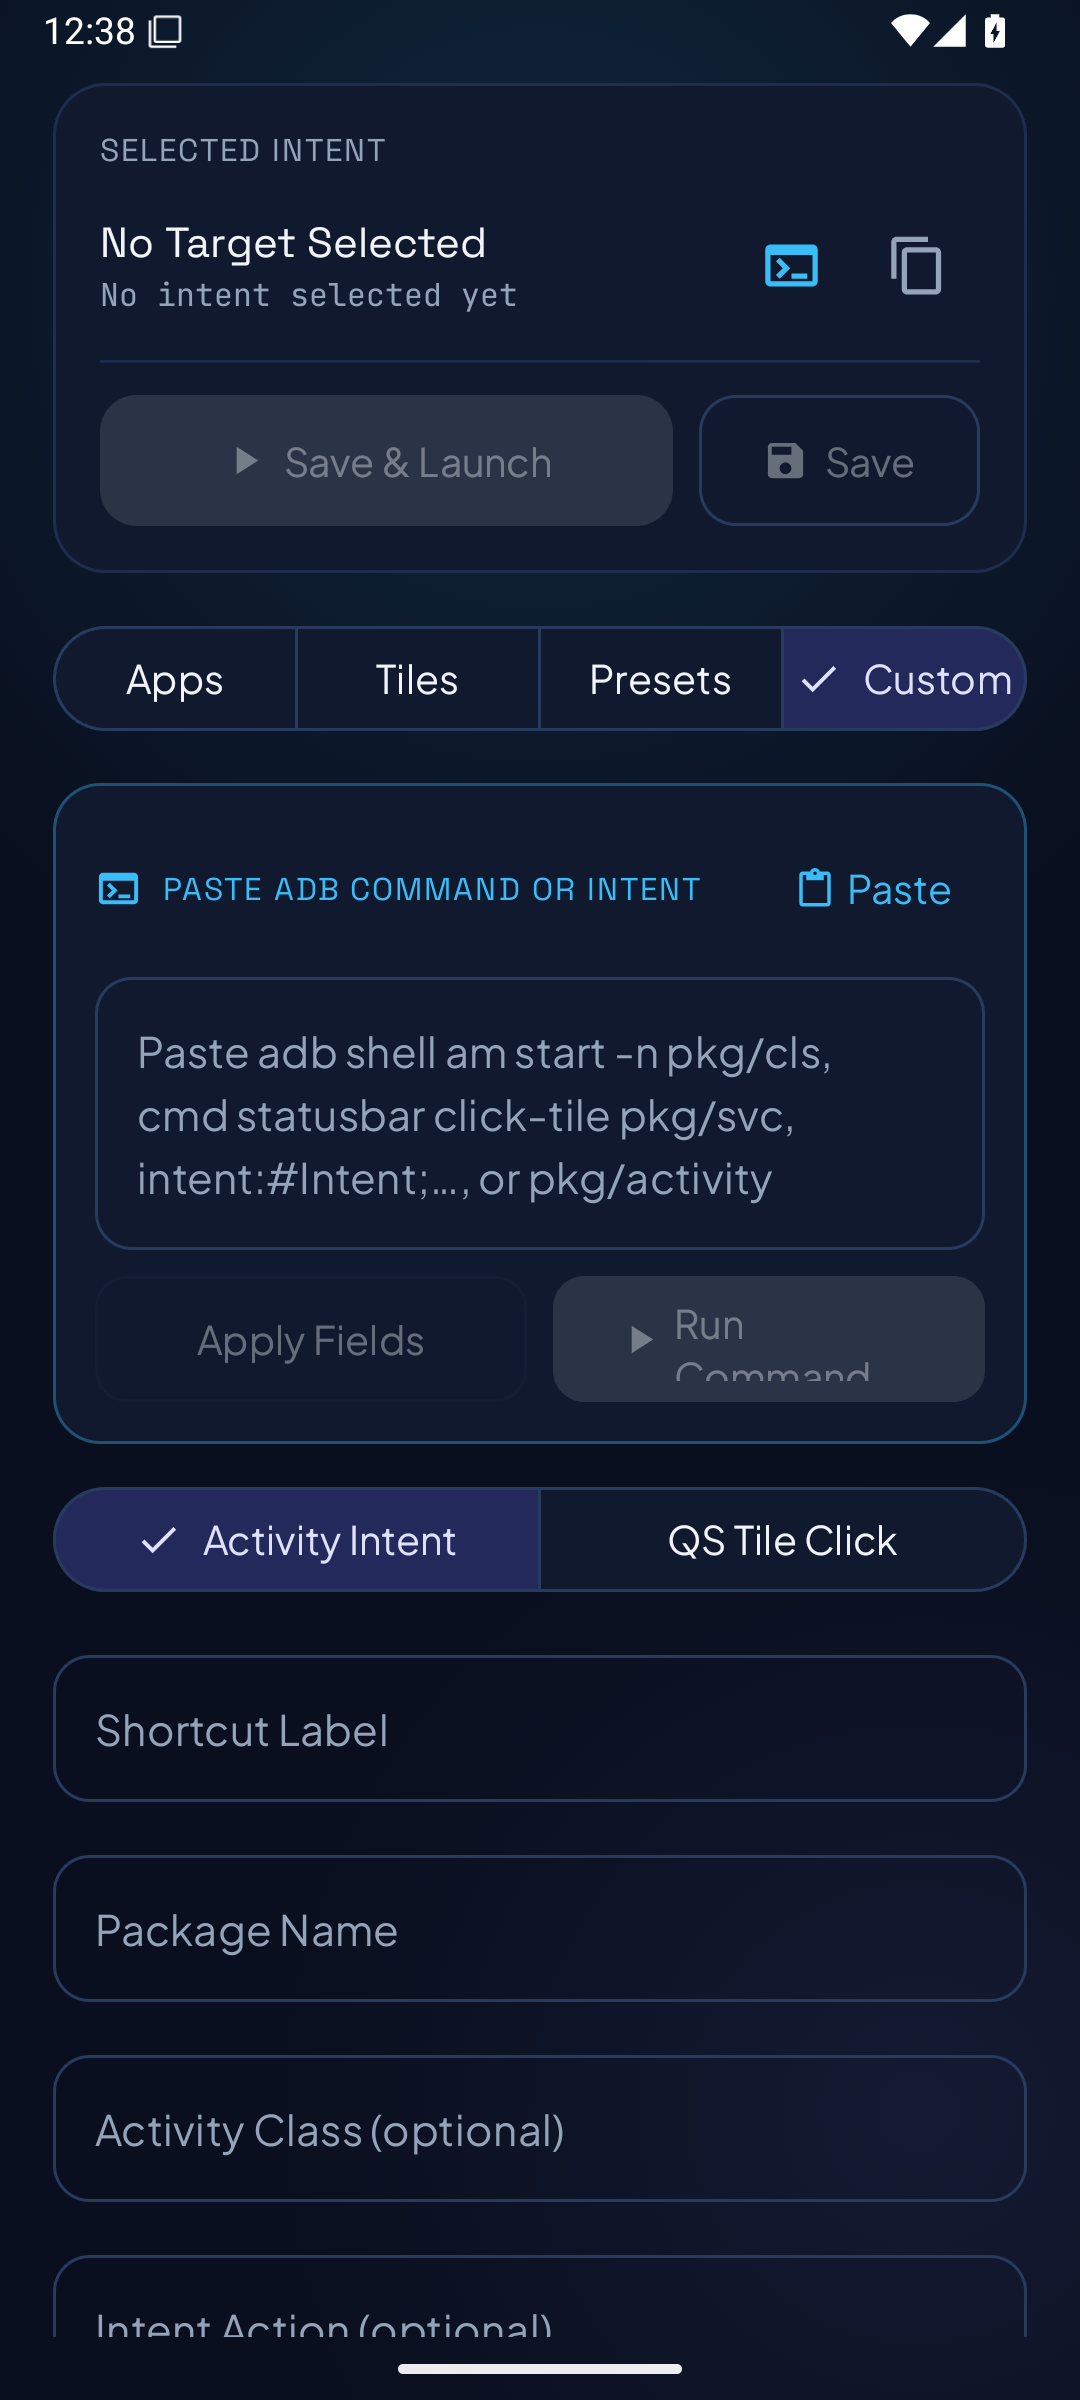 12:38
SELECTED INTENT
No Target Selected
No intent selected yet
Save & Launch
Save
Apps
Tiles
Presets
Custom
PASTE ADB COMMAND OR INTENT
Paste
Paste adb shell am start -n pkg/cls,
cmd statusbar click-tile pkg/svc,
intent:#Intent;..., or pkg/activity
Apply Fields
Run
Command
Activity Intent
QS Tile Click
Shortcut Label
Package Name
Activity Class (optional)
Intent Action (optional)